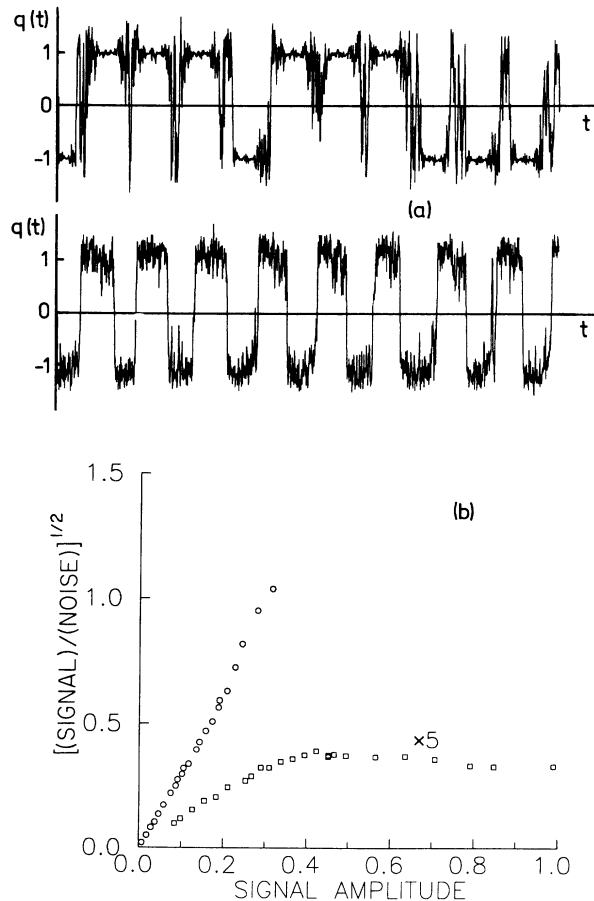 q(t)
1
0
-1
t
(a)
q(t)
1
0
-1
t
(b)
[(SIGNAL)/(NOISE)]1/2
1.5
1.0
0.5
0.0
×5
0.0 0.2 0.4 0.6 0.8 1.0
SIGNAL AMPLITUDE